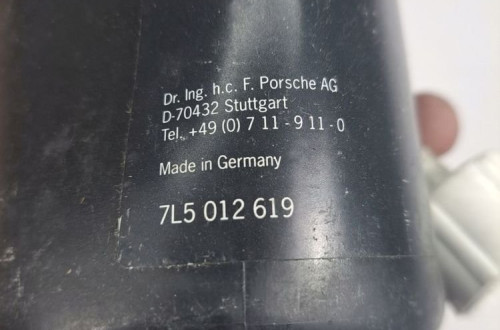 Dr. Ing. h.c. F. Porsche AG
D-70432 Stuttgart
Tel. +49 (0) 7 11 - 9 11 - 0
Made in Germany
7L5 012 619